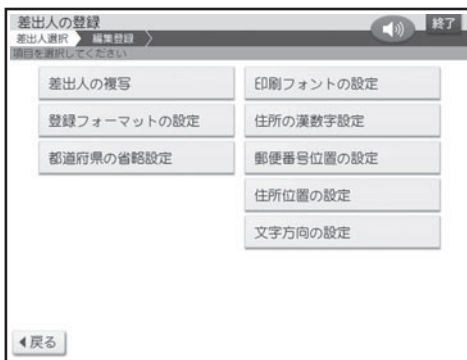 差出人の登録
終了
差出人選択 編集登録
項目を選択してください
差出人の複写
印刷フォントの設定
登録フォーマットの設定
住所の漢数字設定
都道府県の省略設定
郵便番号位置の設定
住所位置の設定
文字方向の設定
戻る